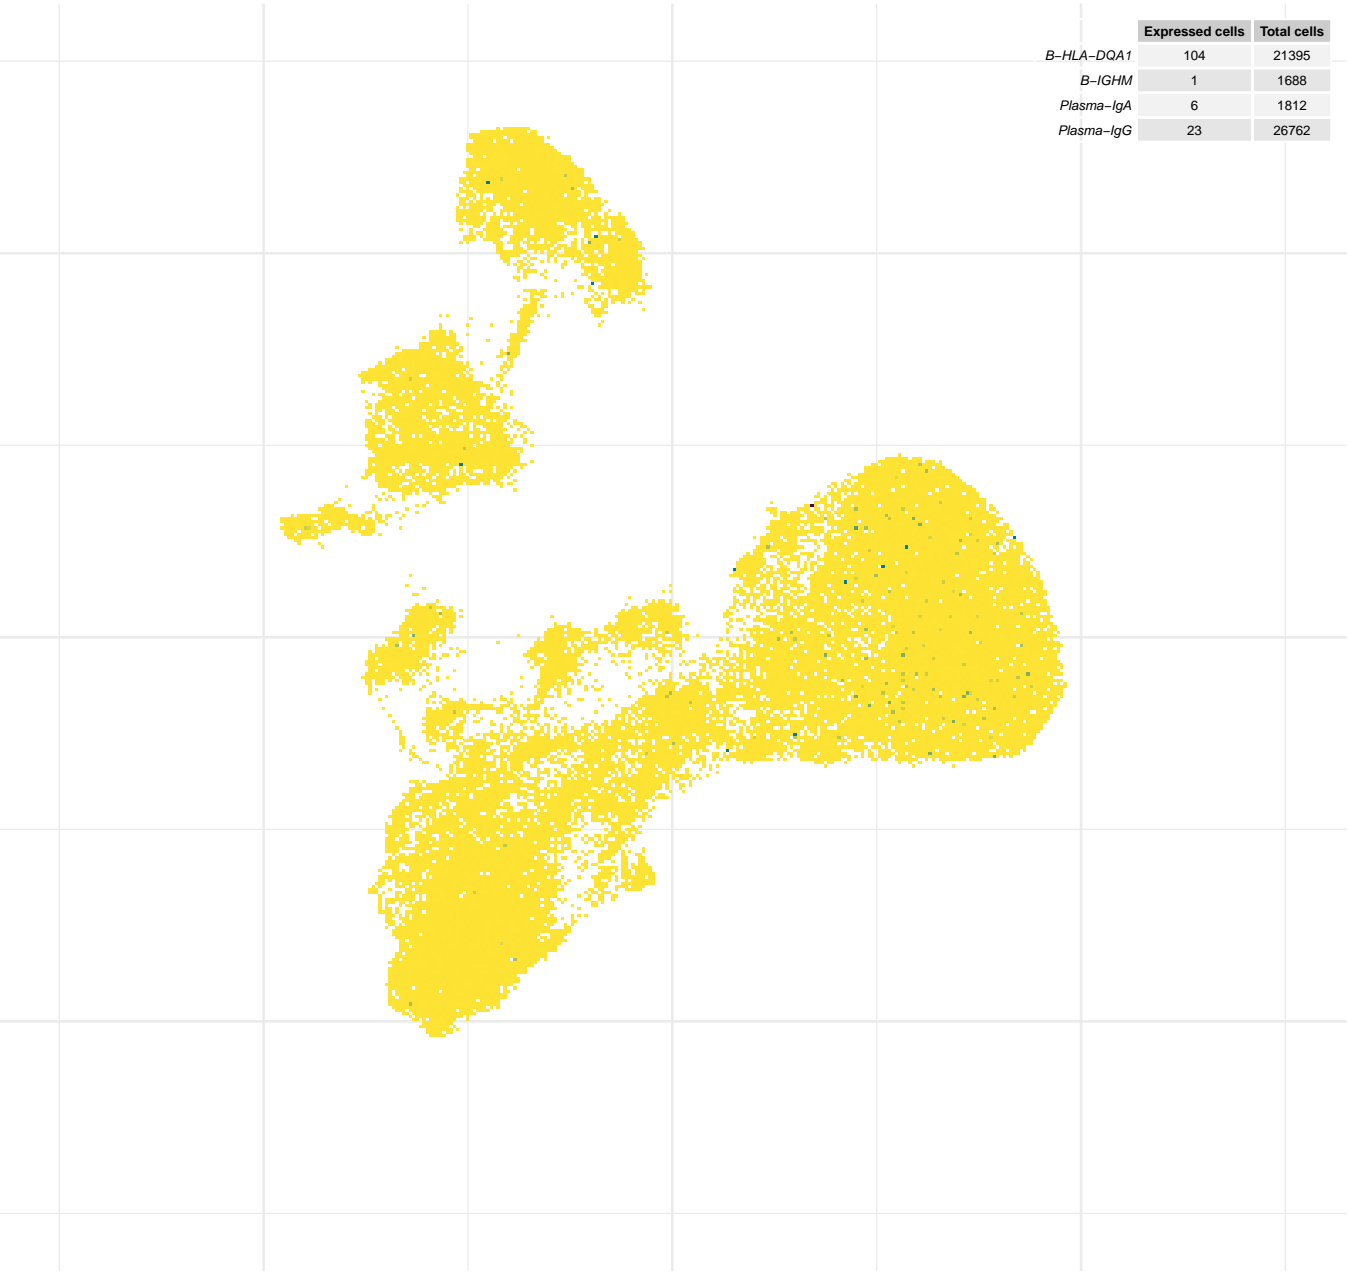 Expressed cells Total cells
B−HLA−DQA1 104 21395
B−IGHM 1 1688
Plasma−IgA 6 1812
Plasma−IgG 23 26762